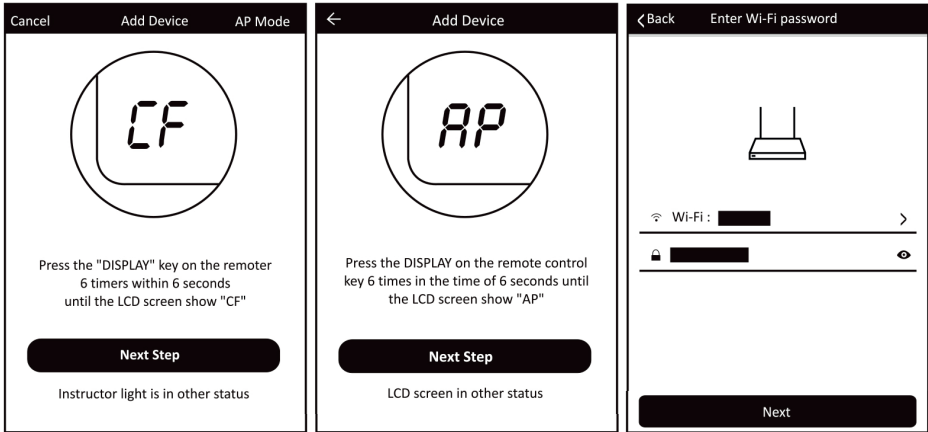 Cancel Add Device AP Mode
CF
Press the "DISPLAY" key on the remoter
6 timers within 6 seconds
until the LCD screen show "CF"
Next Step
Instructor light is in other status
Add Device
AP
Press the DISPLAY on the remote control
key 6 times in the time of 6 seconds until
the LCD screen show "AP"
Next Step
LCD screen in other status
Back Enter Wi-Fi password
Wi-Fi :
Next